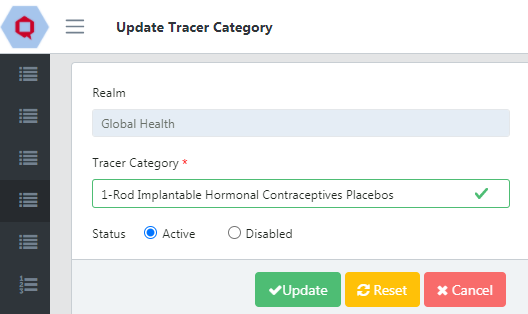 Update Tracer Category
Realm
Global Health
Tracer Category *
1-Rod Implantable Hormonal Contraceptives Placebos
Status Active Disabled
Update Reset Cancel